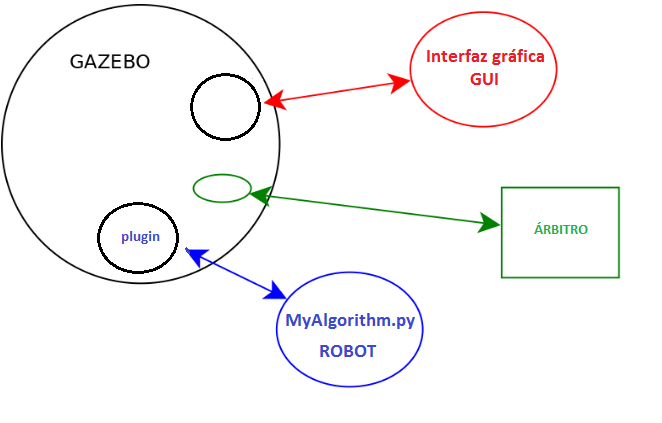 GAZEBO
Interfaz gráfica
GUI
ÁRBITRO
plugin
MyAlgorithm.py
ROBOT